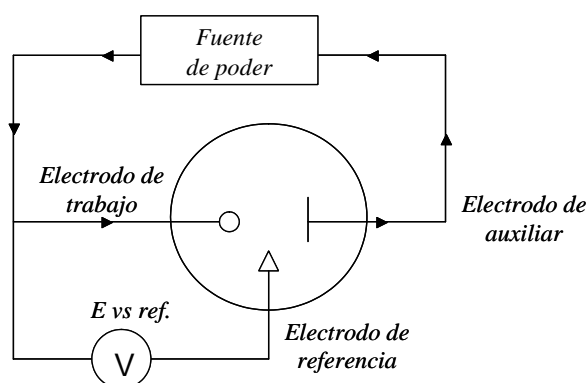 Fuente
de poder
Electrodo de
trabajo
Electrodo de
auxiliar
E vs ref.
V
Electrodo de
referencia